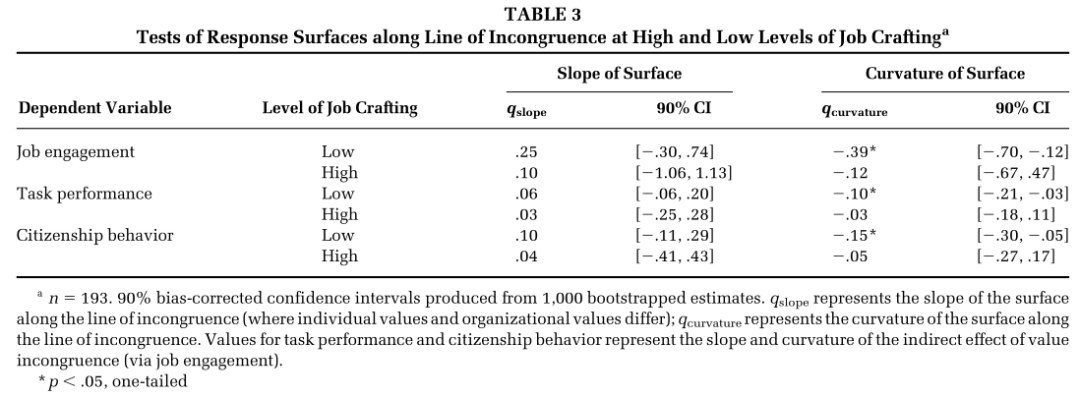 TABLE 3
Tests of Response Surfaces along Line of Incongruence at High and Low Levels of Job Craftingᵃ
Slope of Surface Curvature of Surface
Dependent Variable Level of Job Crafting qslope 90% CI qcurvature 90% CI
Job engagement Low .25 [−.30, .74] −.39* [−.70, −.12]
High .10 [−1.06, 1.13] −.12 [−.67, .47]
Task performance Low .06 [−.06, .20] −.10* [−.21, −.03]
High .03 [−.25, .28] −.03 [−.18, .11]
Citizenship behavior Low .10 [−.11, .29] −.15* [−.30, −.05]
High .04 [−.41, .43] −.05 [−.27, .17]
ᵃ n = 193. 90% bias-corrected confidence intervals produced from 1,000 bootstrapped estimates. qslope represents the slope of the surface
along the line of incongruence (where individual values and organizational values differ); qcurvature represents the curvature of the surface along
the line of incongruence. Values for task performance and citizenship behavior represent the slope and curvature of the indirect effect of value
incongruence (via job engagement).
* p < .05, one-tailed